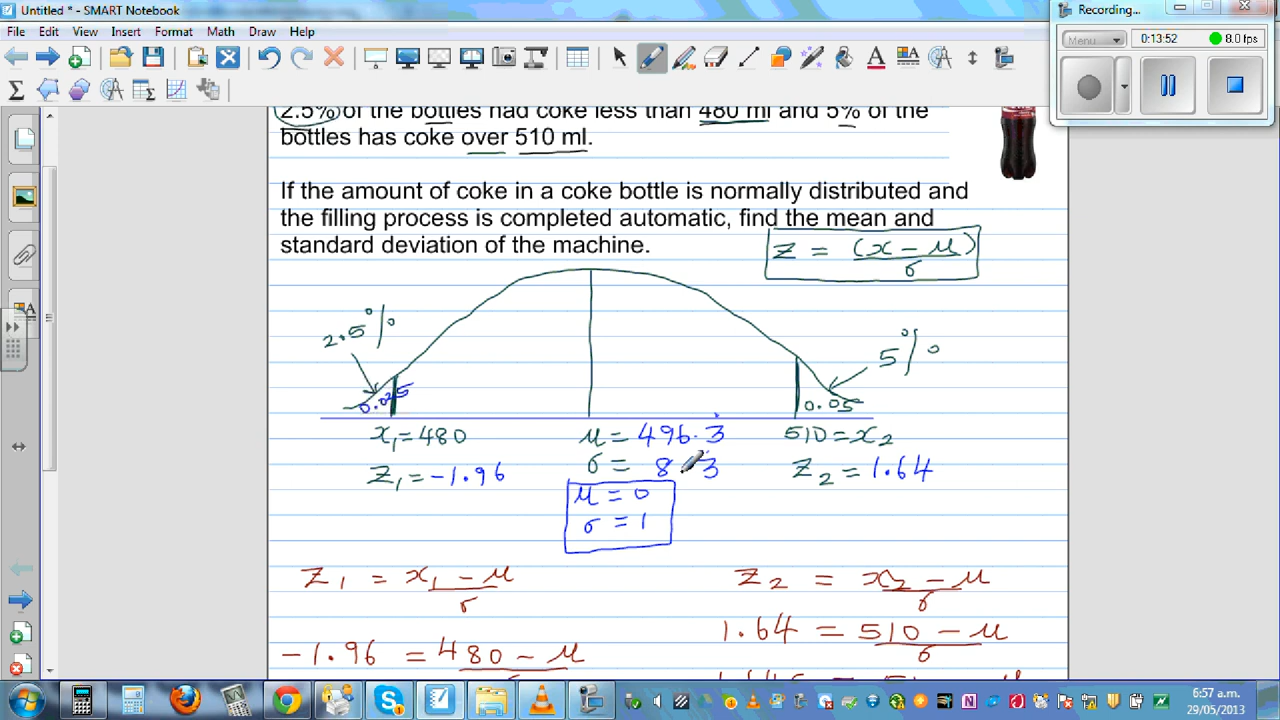 Untitled * - SMART Notebook
File Edit View Insert Format Math Draw Help
Recording...
Menu
0:13:52
8.0 fps
2.5% of the bottles had coke less than 480 ml and 5% of the
bottles has coke over 510 ml.
If the amount of coke in a coke bottle is normally distributed and
the filling process is completed automatic, find the mean and
standard deviation of the machine.
Z = (x - μ)
σ
2.5%
5%
0.025
0.05
x1 = 480
μ = 496.3
510 = x2
Z1 = -1.96
σ = 8.3
Z2 = 1.64
μ = 0
σ = 1
Z1 = x1 - μ
σ
Z2 = x2 - μ
σ
1.64 = 510 - μ
σ
-1.96 = 480 - μ
6:57 a.m.
29/05/2013